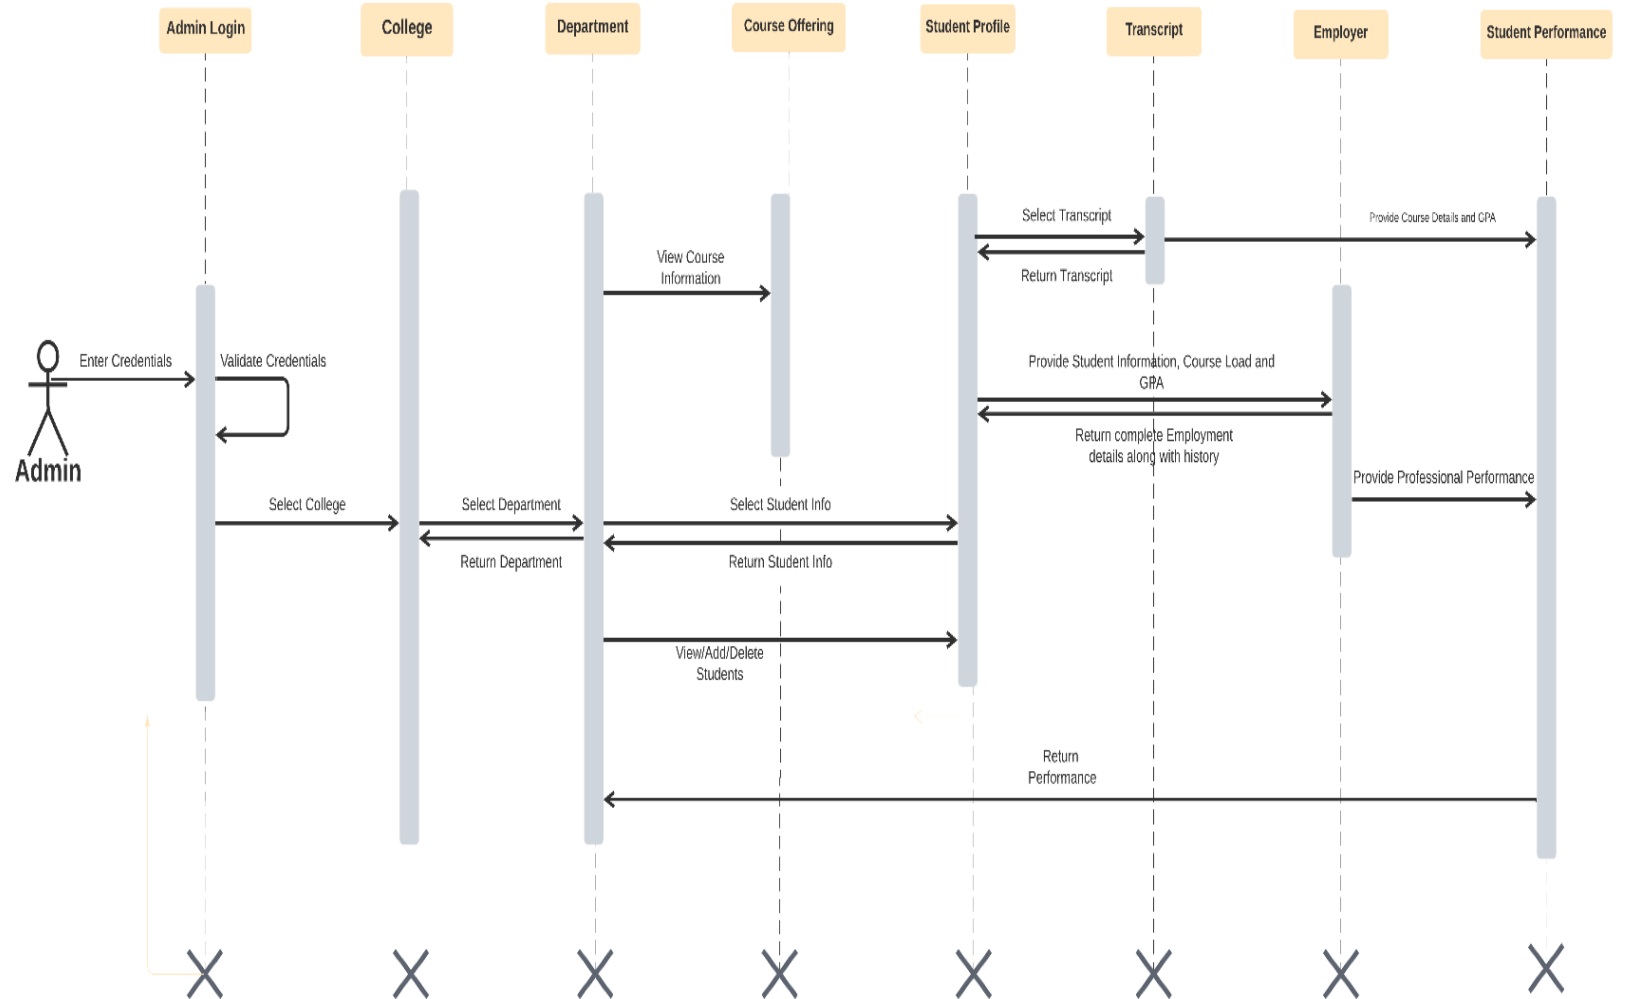 Admin Login
College
Department
Course Offering
Student Profile
Transcript
Employer
Student Performance
Select Transcript
Provide Course Details and GPA
Return Transcript
View Course
Information
Enter Credentials
Validate Credentials
Provide Student Information, Course Load and
GPA
Return complete Employment
details along with history
Admin
Provide Professional Performance
Select College
Select Department
Select Student Info
Return Department
Return Student Info
View/Add/Delete
Students
Return
Performance